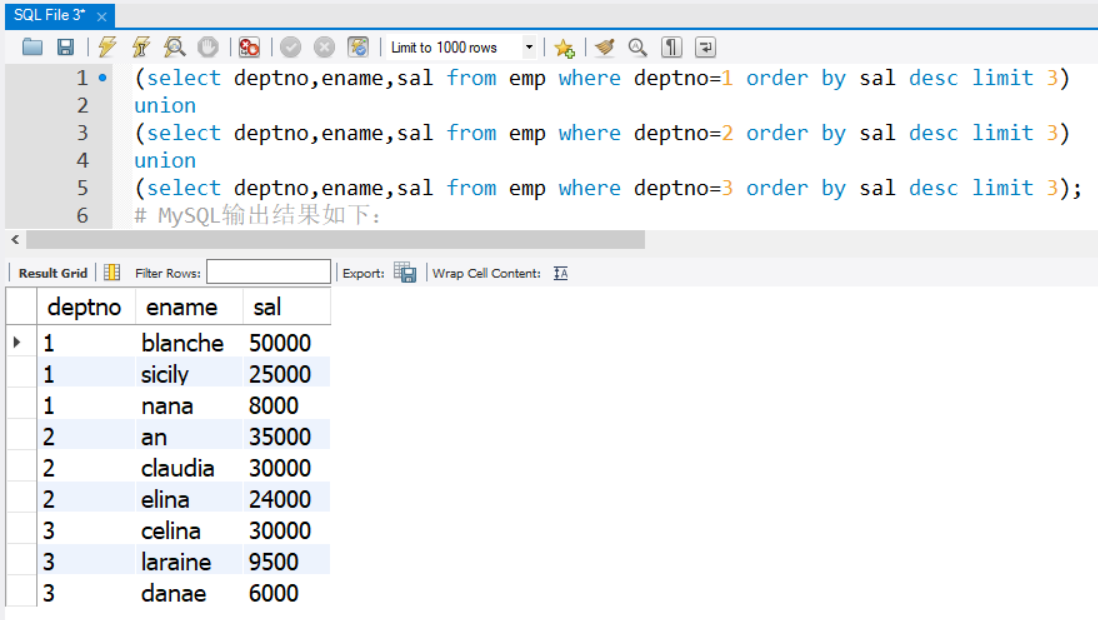 SQL File 3*
Limit to 1000 rows
1 (select deptno,ename,sal from emp where deptno=1 order by sal desc limit 3)
2 union
3 (select deptno,ename,sal from emp where deptno=2 order by sal desc limit 3)
4 union
5 (select deptno,ename,sal from emp where deptno=3 order by sal desc limit 3);
6 # MySQL输出结果如下:
Result Grid Filter Rows: Export: Wrap Cell Content:
deptno ename sal
1 blanche 50000
1 sicily 25000
1 nana 8000
2 an 35000
2 claudia 30000
2 elina 24000
3 celina 30000
3 laraine 9500
3 danae 6000